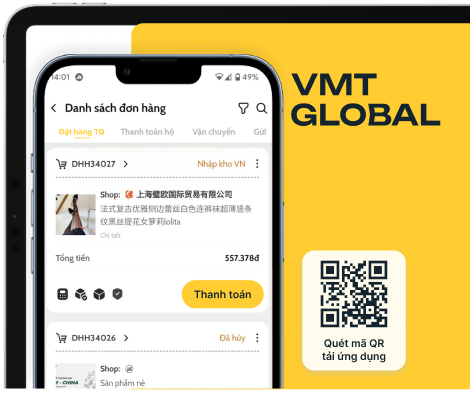 14:01
49%
VMT
GLOBAL
Danh sách đơn hàng
Đặt hàng TQ
Thanh toán hộ
Vận chuyển
Gửi
DHH34027
Nhập kho VN
Shop: 上海璧欧国际贸易有限公司
法式复古优雅侧边蕾丝白色连裤袜超薄竖条
纹黑丝提花女萝莉lolita
Chi tiết
Tổng tiền
557.378đ
Thanh toán
DHH34026
Đã hủy
Shop:
Sản phẩm nè
- CHINA
Quét mã QR
tải ứng dụng